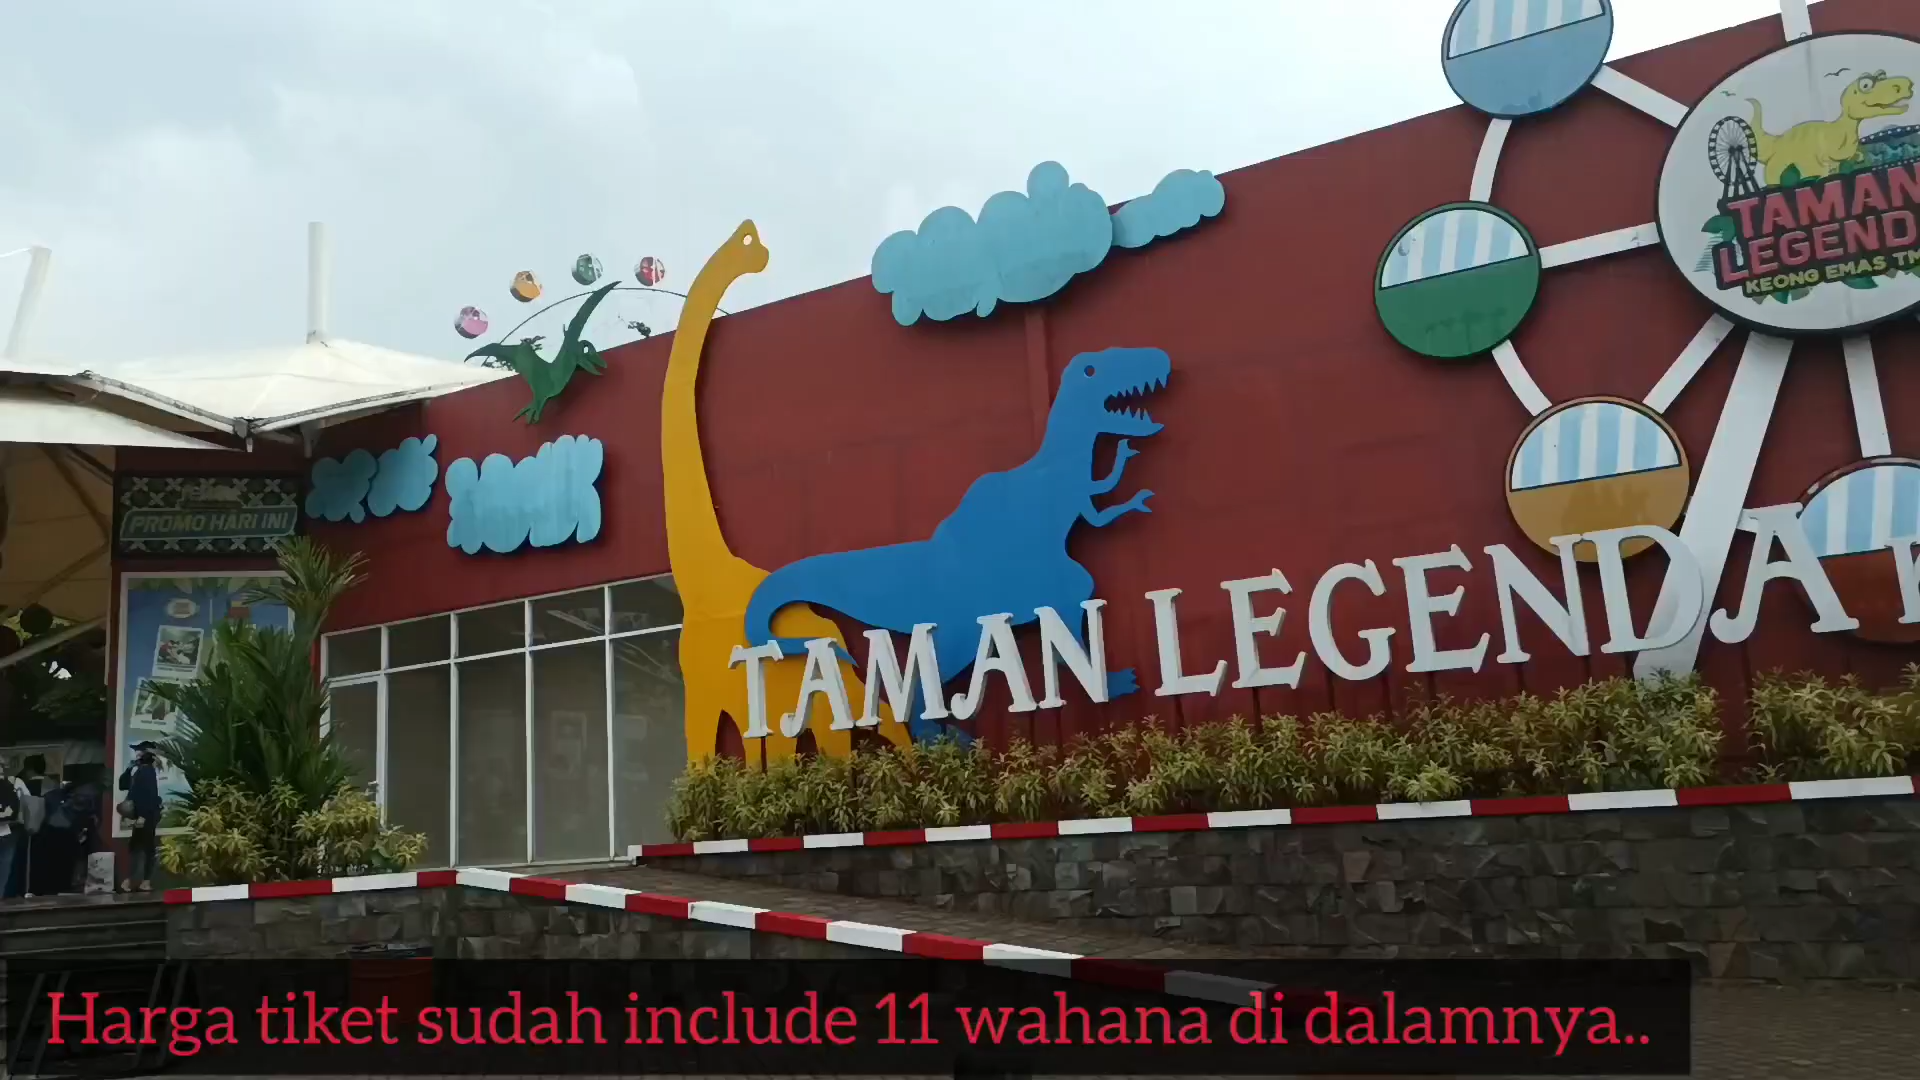 TAMAN
LEGEND
KEONG EMAS TM
PROMO HARI INI
TAMAN LEGENDA K
Harga tiket sudah include 11 wahana di dalamnya..